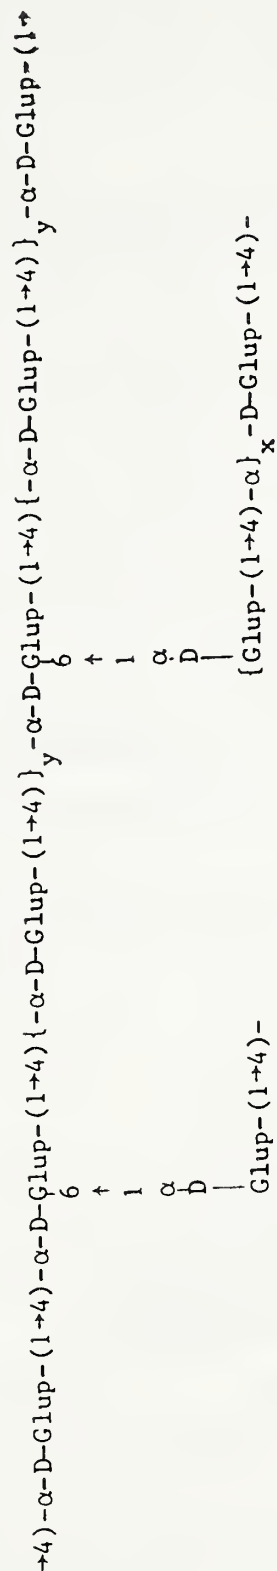 →4)-α-D-Glup-(1→4)-α-D-Glup-(1→4){-α-D-Glup-(1→4)}y-α-D-Glup-(1→4){-α-D-Glup-(1→4)}y-α-D-Glup-(1→
6 6
↑ ↑
1 1
α α
D D
| |
Glup-(1→4)- {Glup-(1→4)-α}x-D-Glup-(1→4)-